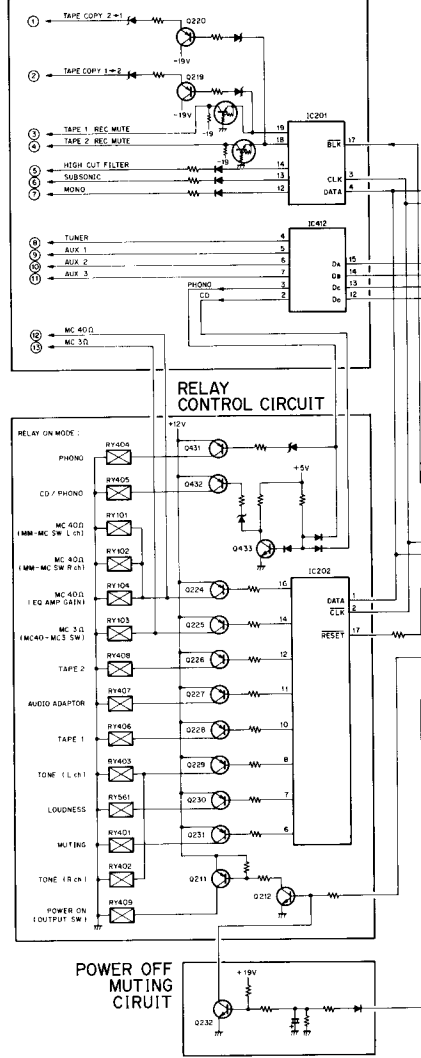 ① TAPE COPY 2→1 Q220
-19V
② TAPE COPY 1→2 Q219
-19V
IC201
③ TAPE 1 REC MUTE -19 19 BLK 17
④ TAPE 2 REC MUTE -19 18
⑤ HIGH CUT FILTER 14
⑥ SUBSONIC 13 CLK 3
⑦ MONO 12 DATA 4
IC412
⑧ TUNER 4
⑨ AUX 1 5
⑩ AUX 2 6 DA 15
⑪ AUX 3 7 DB 14
PHONO 3 DC 13
CD 2 DD 12
⑫ MC 40Ω
⑬ MC 3Ω
RELAY
CONTROL CIRCUIT
RELAY ON MODE :
+12V
PHONO RY404 Q431
CD / PHONO RY405 Q432 +5V
MC 40Ω RY101
(MM-MC SW L ch)
Q433
MC 40Ω RY102
(MM-MC SW R ch)
IC202
MC 40Ω RY104 Q224 16 DATA 1
(EQ AMP GAIN) CLK 2
MC 3Ω RY103 Q225 14 RESET 17
(MC40-MC3 SW)
TAPE 2 RY408 Q226 12
AUDIO ADAPTOR RY407 Q227 11
TAPE 1 RY406 Q228 10
TONE (L ch) RY403 Q229 8
LOUDNESS RY561 Q230 7
MUTING RY401 Q231 6
TONE (R ch) RY402 Q211
Q212
POWER ON RY409
(OUTPUT SW)
POWER OFF
MUTING
CIRUIT
+19V
Q232